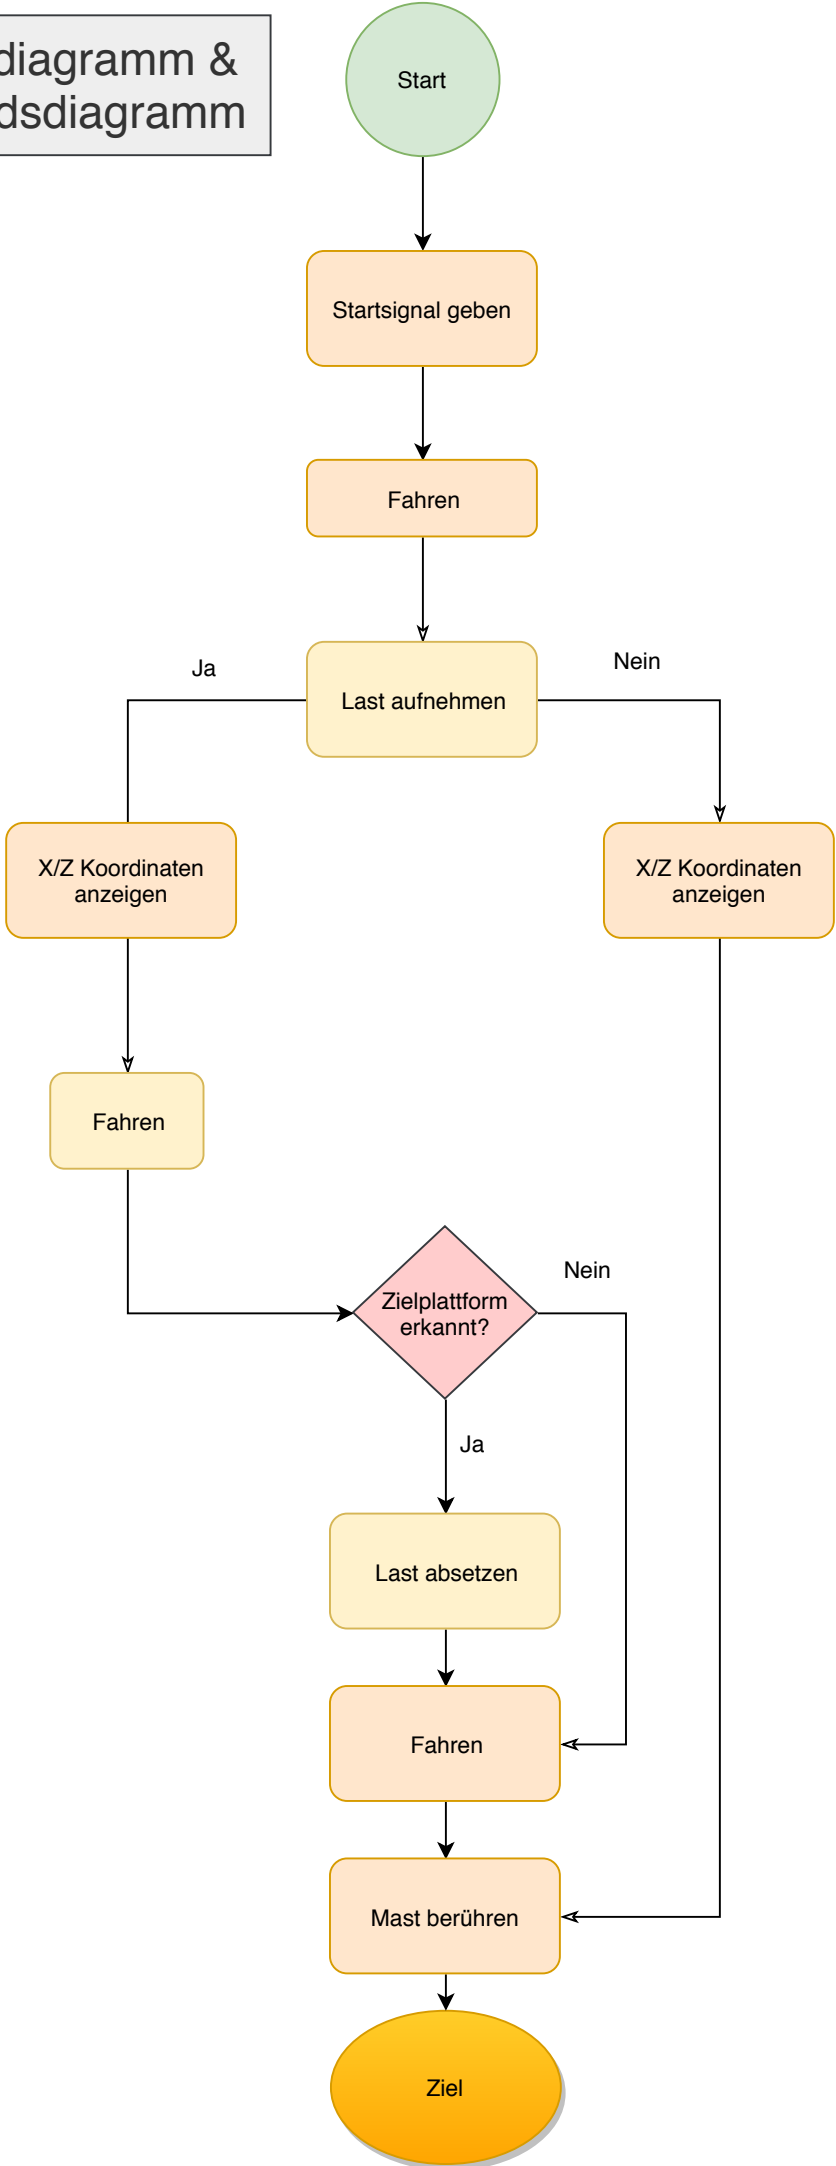 diagramm &
dsdiagramm
Start
Startsignal geben
Fahren
Ja
Nein
Last aufnehmen
X/Z Koordinaten
anzeigen
X/Z Koordinaten
anzeigen
Fahren
Nein
Zielplattform
erkannt?
Ja
Last absetzen
Fahren
Mast berühren
Ziel